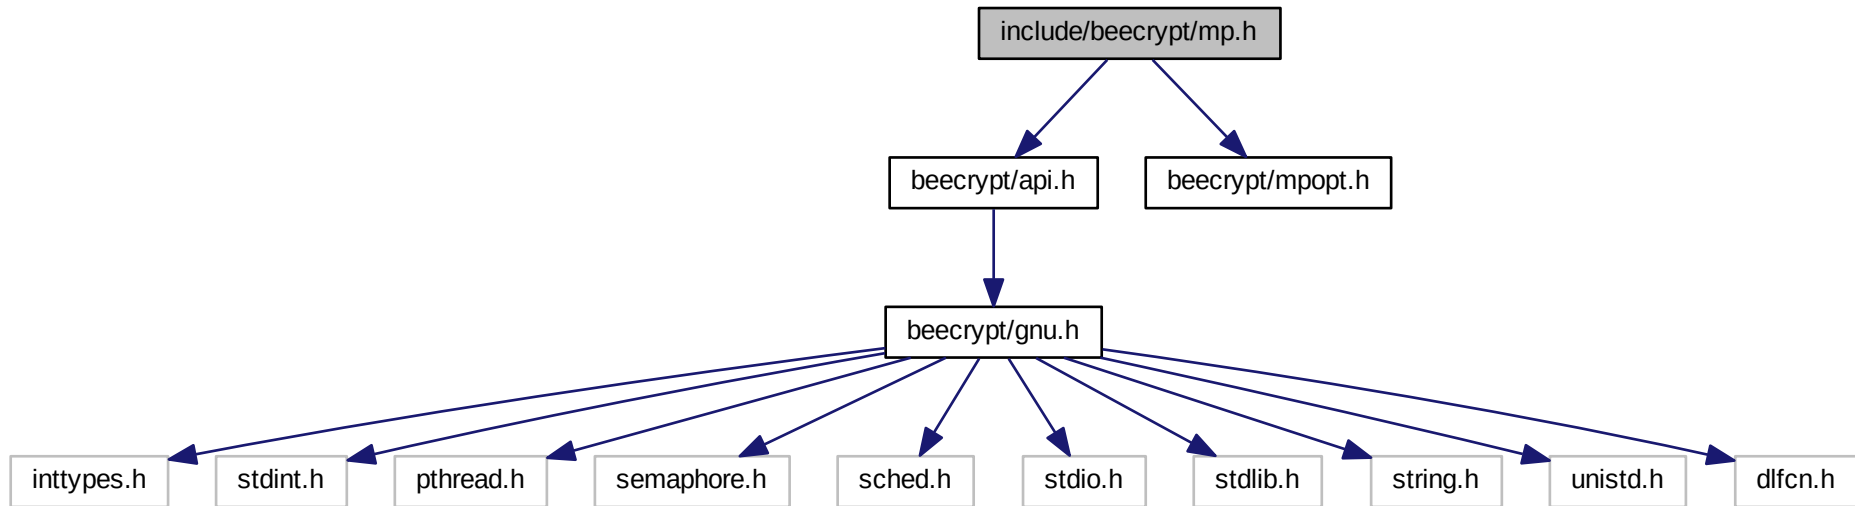 include/beecrypt/mp.h
beecrypt/api.h
beecrypt/mpopt.h
beecrypt/gnu.h
inttypes.h
stdint.h
pthread.h
semaphore.h
sched.h
stdio.h
stdlib.h
string.h
unistd.h
dlfcn.h